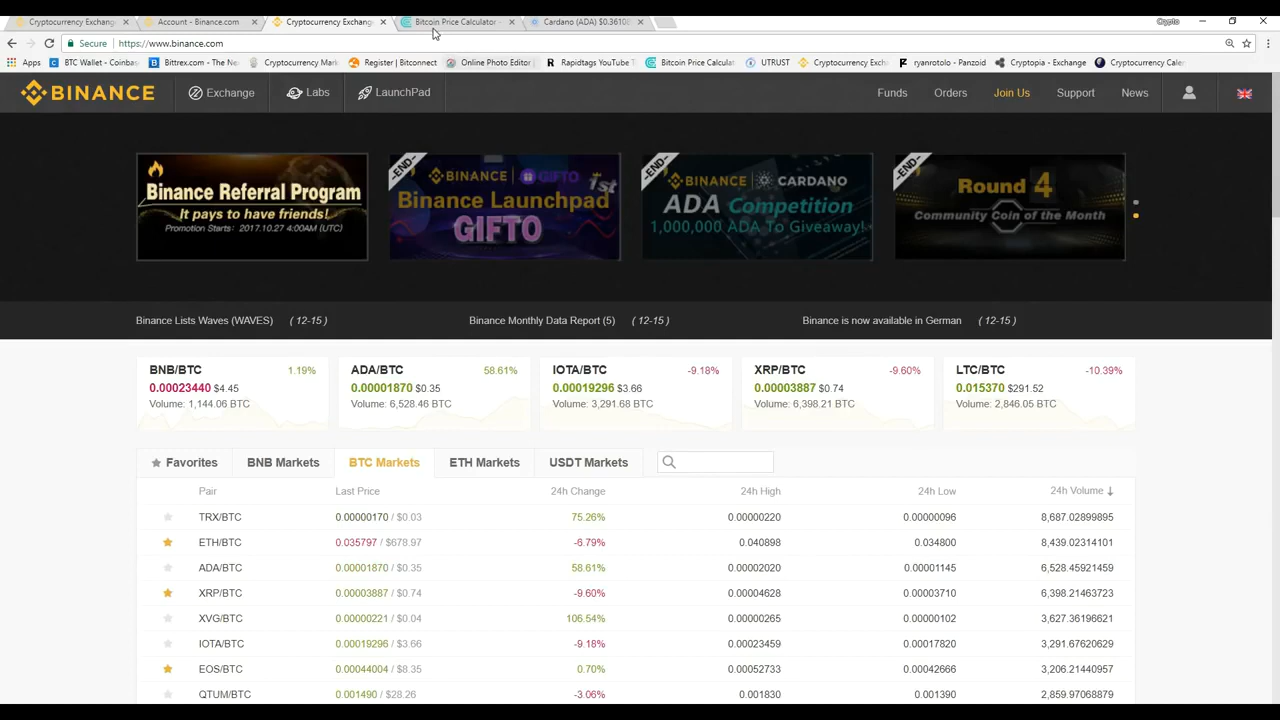 Cryptocurrency Exchang
Account - Binance.com
Cryptocurrency Exchange
Bitcoin Price Calculator -
Cardano (ADA) $0.3610
Crypto
Secure
https://www.binance.com
Apps
BTC Wallet - Coinbas
Bittrex.com - The Ne
Cryptocurrency Mark
Register | Bitconnect
Online Photo Editor |
Rapidtags YouTube T
Bitcoin Price Calculat
UTRUST
Cryptocurrency Exch
ryanrotolo - Panzoid
Cryptopia - Exchange
Cryptocurrency Caler
BINANCE
Exchange
Labs
LaunchPad
Funds
Orders
Join Us
Support
News
Binance Referral Program
It pays to have friends!
Promotion Starts: 2017.10.27 4:00AM (UTC)
-END-
BINANCE GIFTO
1st
Binance Launchpad
GIFTO
-END-
BINANCE CARDANO
ADA Competition
1,000,000 ADA To Giveaway!
-END-
Round 4
Community Coin of the Month
Binance Lists Waves (WAVES) ( 12-15 )
Binance Monthly Data Report (5) ( 12-15 )
Binance is now available in German ( 12-15 )
BNB/BTC 1.19%
0.00023440 $4.45
Volume: 1,144.06 BTC
ADA/BTC 58.61%
0.00001870 $0.35
Volume: 6,528.46 BTC
IOTA/BTC -9.18%
0.00019296 $3.66
Volume: 3,291.68 BTC
XRP/BTC -9.60%
0.00003887 $0.74
Volume: 6,398.21 BTC
LTC/BTC -10.39%
0.015370 $291.52
Volume: 2,846.05 BTC
Favorites
BNB Markets
BTC Markets
ETH Markets
USDT Markets
Pair Last Price 24h Change 24h High 24h Low 24h Volume
TRX/BTC 0.00000170 / $0.03 75.26% 0.00000220 0.00000096 8,687.02899895
ETH/BTC 0.035797 / $678.97 -6.79% 0.040898 0.034800 8,439.02314101
ADA/BTC 0.00001870 / $0.35 58.61% 0.00002020 0.00001145 6,528.45921459
XRP/BTC 0.00003887 / $0.74 -9.60% 0.00004628 0.00003710 6,398.21463723
XVG/BTC 0.00000221 / $0.04 106.54% 0.00000265 0.00000102 3,627.36196621
IOTA/BTC 0.00019296 / $3.66 -9.18% 0.00023459 0.00017820 3,291.67620629
EOS/BTC 0.00044004 / $8.35 0.70% 0.00052733 0.00042666 3,206.21440957
QTUM/BTC 0.001490 / $28.26 -3.06% 0.001830 0.001390 2,859.97068879